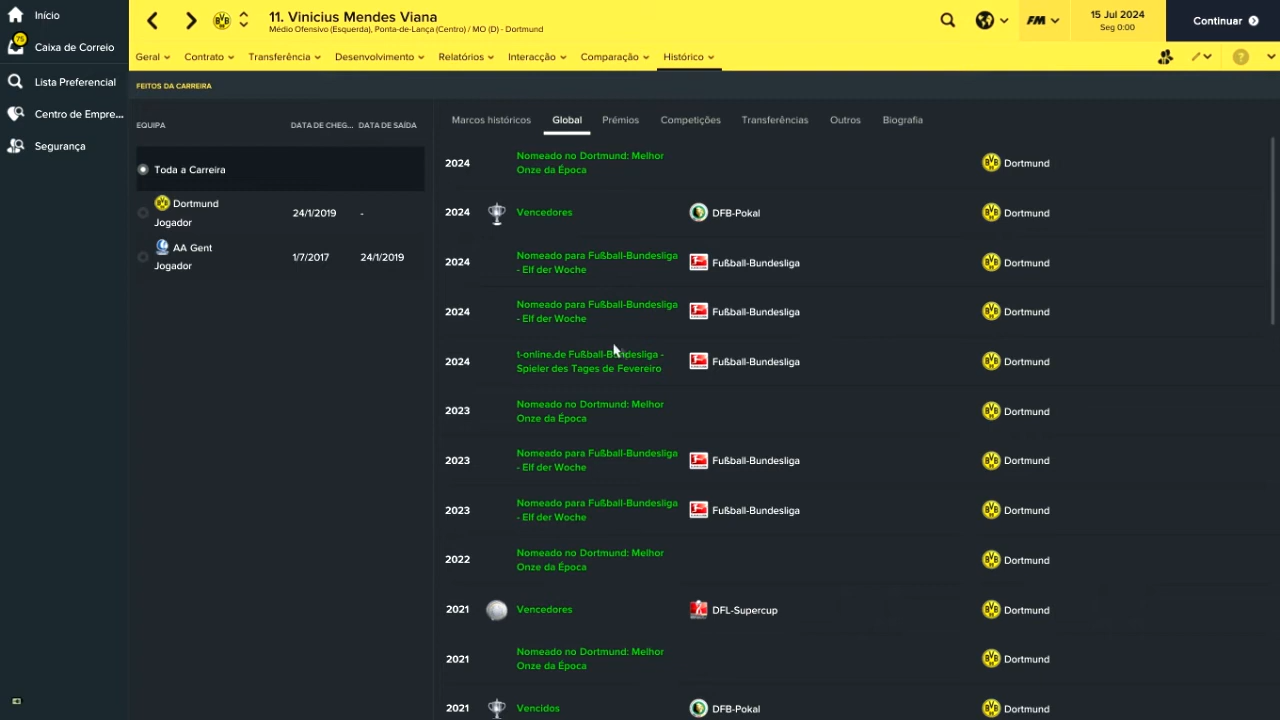 Início
11. Vinicius Mendes Viana
Médio Ofensivo (Esquerda), Ponta-de-Lança (Centro) / MO (D) - Dortmund
FM
15 Jul 2024
Seg 0:00
Continuar
75
Caixa de Correio
Geral
Contrato
Transferência
Desenvolvimento
Relatórios
Interacção
Comparação
Histórico
?
Lista Preferencial
Centro de Empre...
Segurança
FEITOS DA CARREIRA
EQUIPA
DATA DE CHEG...
DATA DE SAÍDA
Toda a Carreira
Dortmund
Jogador
24/1/2019
-
AA Gent
Jogador
1/7/2017
24/1/2019
Marcos históricos
Global
Prémios
Competições
Transferências
Outros
Biografia
2024
Nomeado no Dortmund: Melhor
Onze da Época
Dortmund
2024
Vencedores
DFB-Pokal
Dortmund
2024
Nomeado para Fußball-Bundesliga
- Elf der Woche
Fußball-Bundesliga
Dortmund
2024
Nomeado para Fußball-Bundesliga
- Elf der Woche
Fußball-Bundesliga
Dortmund
2024
t-online.de Fußball-Bundesliga -
Spieler des Tages de Fevereiro
Fußball-Bundesliga
Dortmund
2023
Nomeado no Dortmund: Melhor
Onze da Época
Dortmund
2023
Nomeado para Fußball-Bundesliga
- Elf der Woche
Fußball-Bundesliga
Dortmund
2023
Nomeado para Fußball-Bundesliga
- Elf der Woche
Fußball-Bundesliga
Dortmund
2022
Nomeado no Dortmund: Melhor
Onze da Época
Dortmund
2021
Vencedores
DFL-Supercup
Dortmund
2021
Nomeado no Dortmund: Melhor
Onze da Época
Dortmund
2021
Vencidos
DFB-Pokal
Dortmund